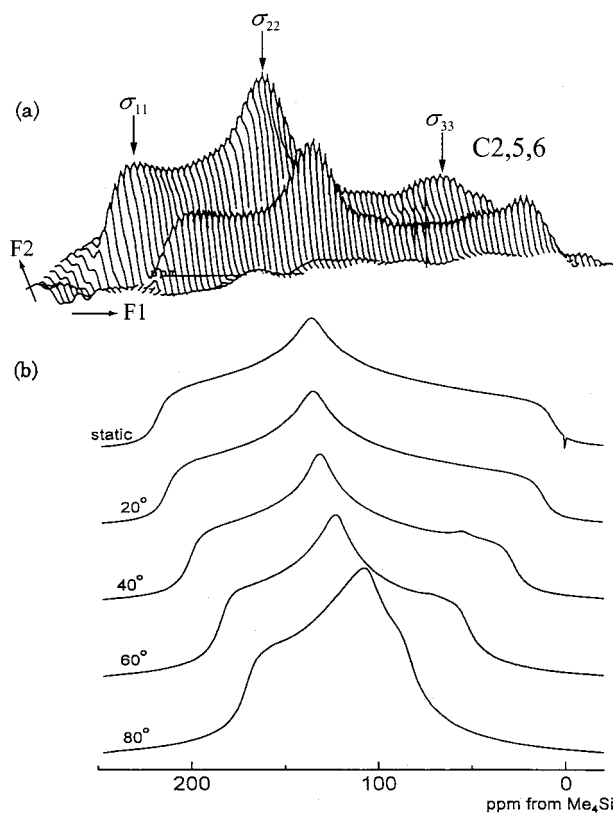 σ22
(a)
σ11
σ33
C2,5,6
F2
F1
(b)
static
20°
40°
60°
80°
200
100
0
ppm from Me4Si